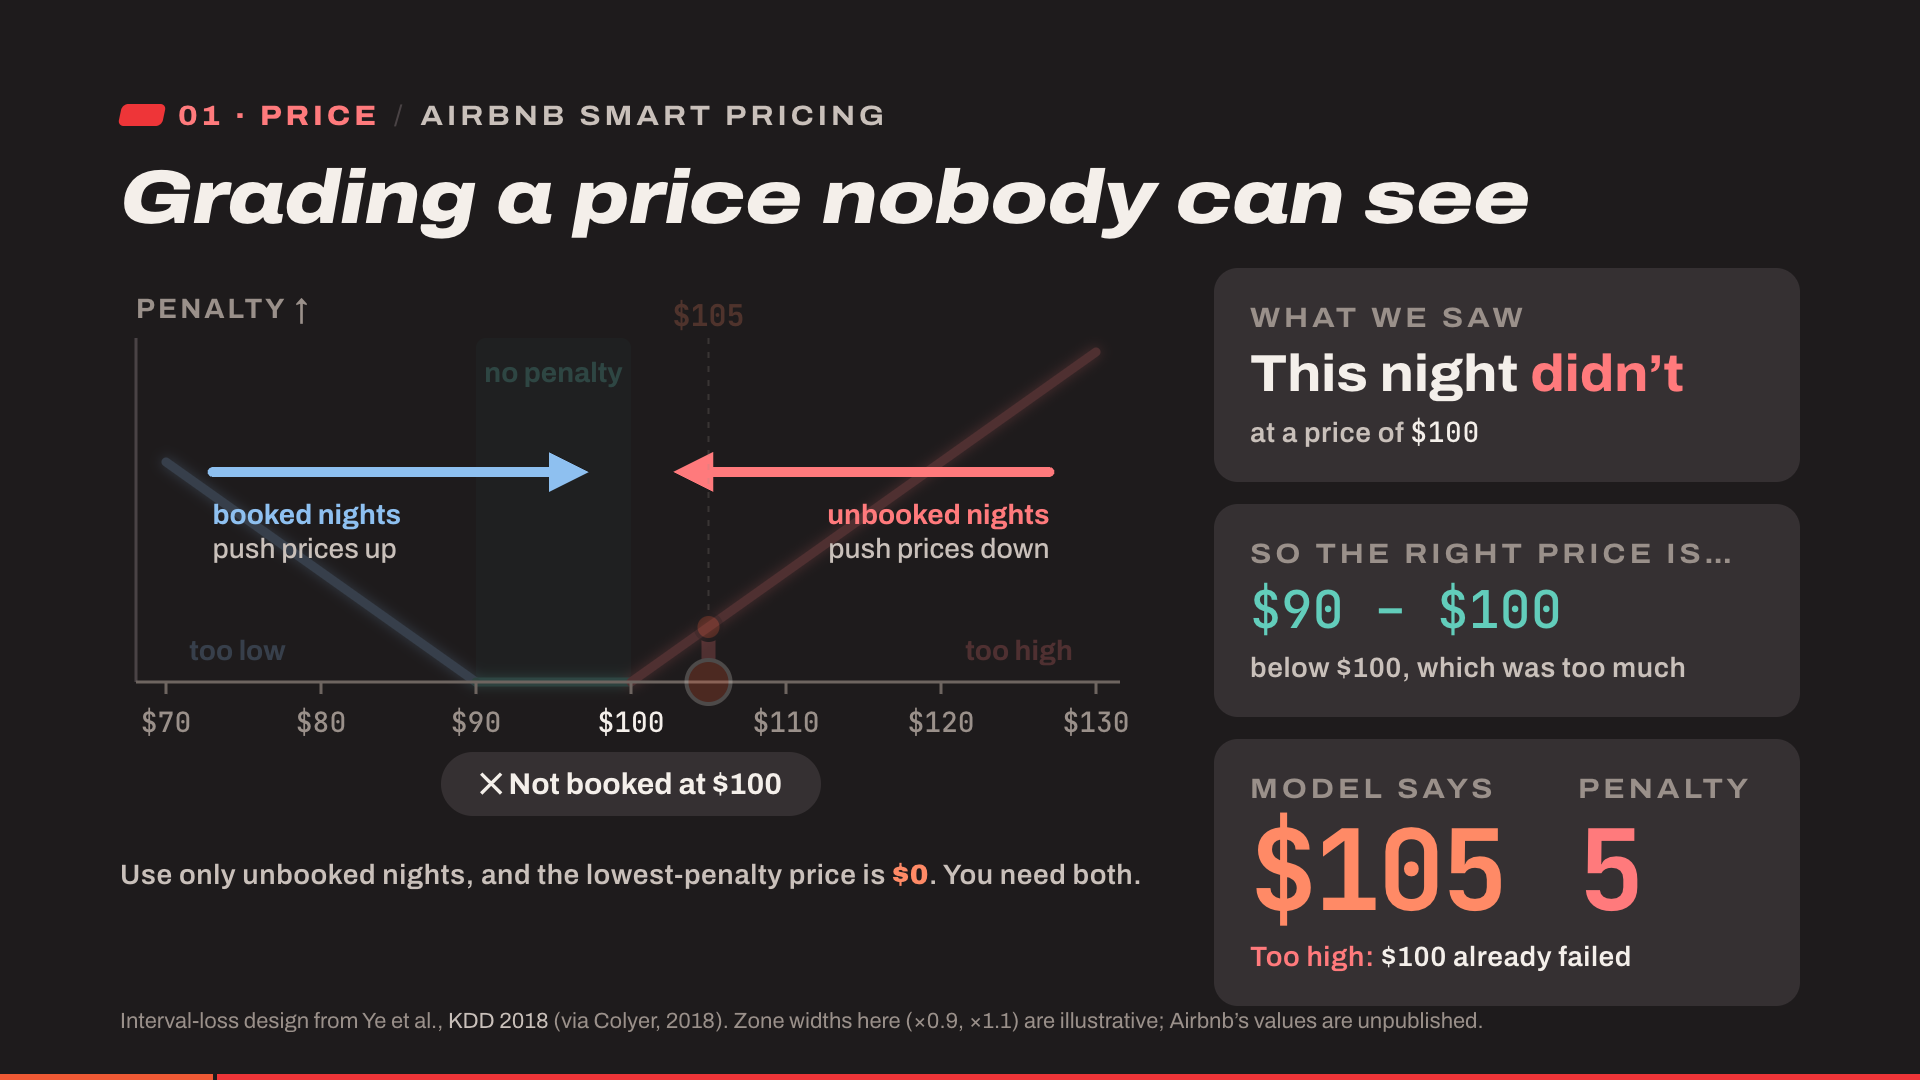 01 · PRICE / AIRBNB SMART PRICING
Grading a price nobody can see
PENALTY ↑
$105
no penalty
booked nights
push prices up
unbooked nights
push prices down
too low
too high
$70 $80 $90 $100 $110 $120 $130
✕ Not booked at $100
Use only unbooked nights, and the lowest-penalty price is $0. You need both.
WHAT WE SAW
This night didn’t
at a price of $100
SO THE RIGHT PRICE IS…
$90 – $100
below $100, which was too much
MODEL SAYS PENALTY
$105 5
Too high: $100 already failed
Interval-loss design from Ye et al., KDD 2018 (via Colyer, 2018). Zone widths here (×0.9, ×1.1) are illustrative; Airbnb’s values are unpublished.